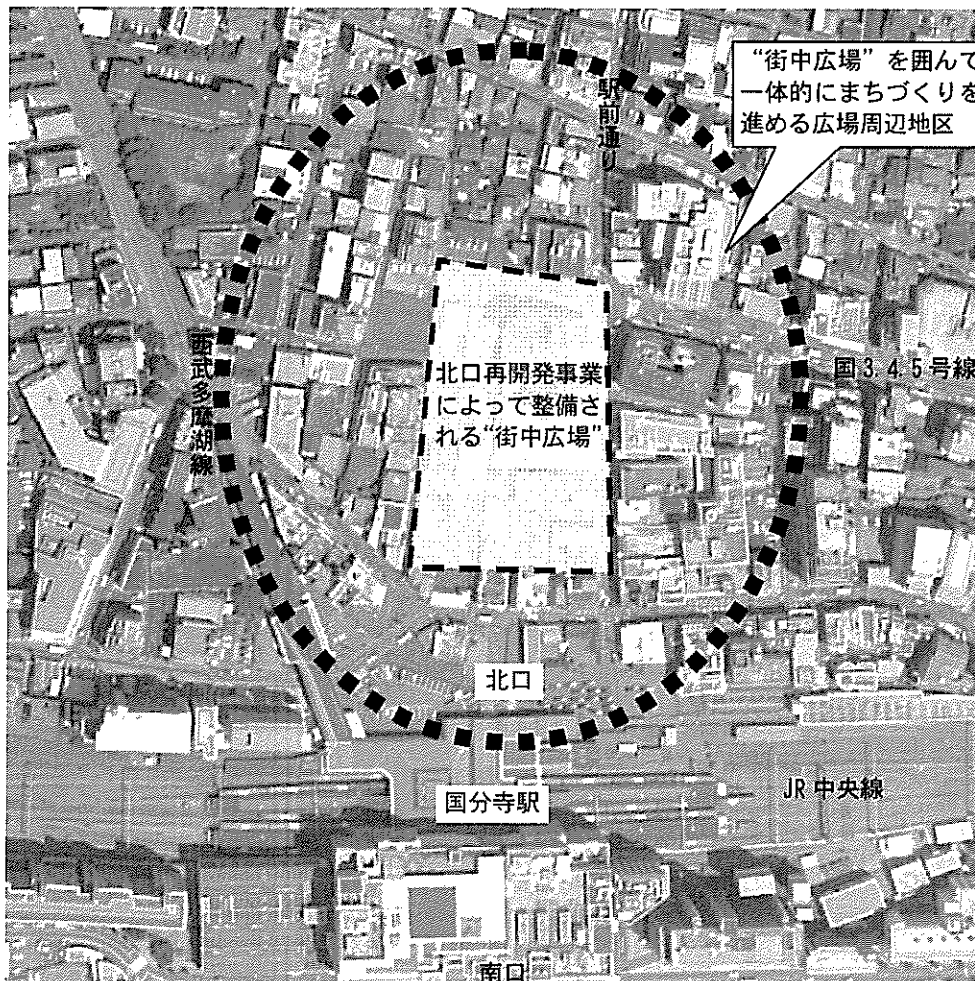 “街中広場”を囲んで
一体的にまちづくりを
進める広場周辺地区
駅前通り
西武多摩湖線
北口再開発事業
によって整備さ
れる“街中広場”
国3.4.5号線
北口
国分寺駅
JR中央線
南口